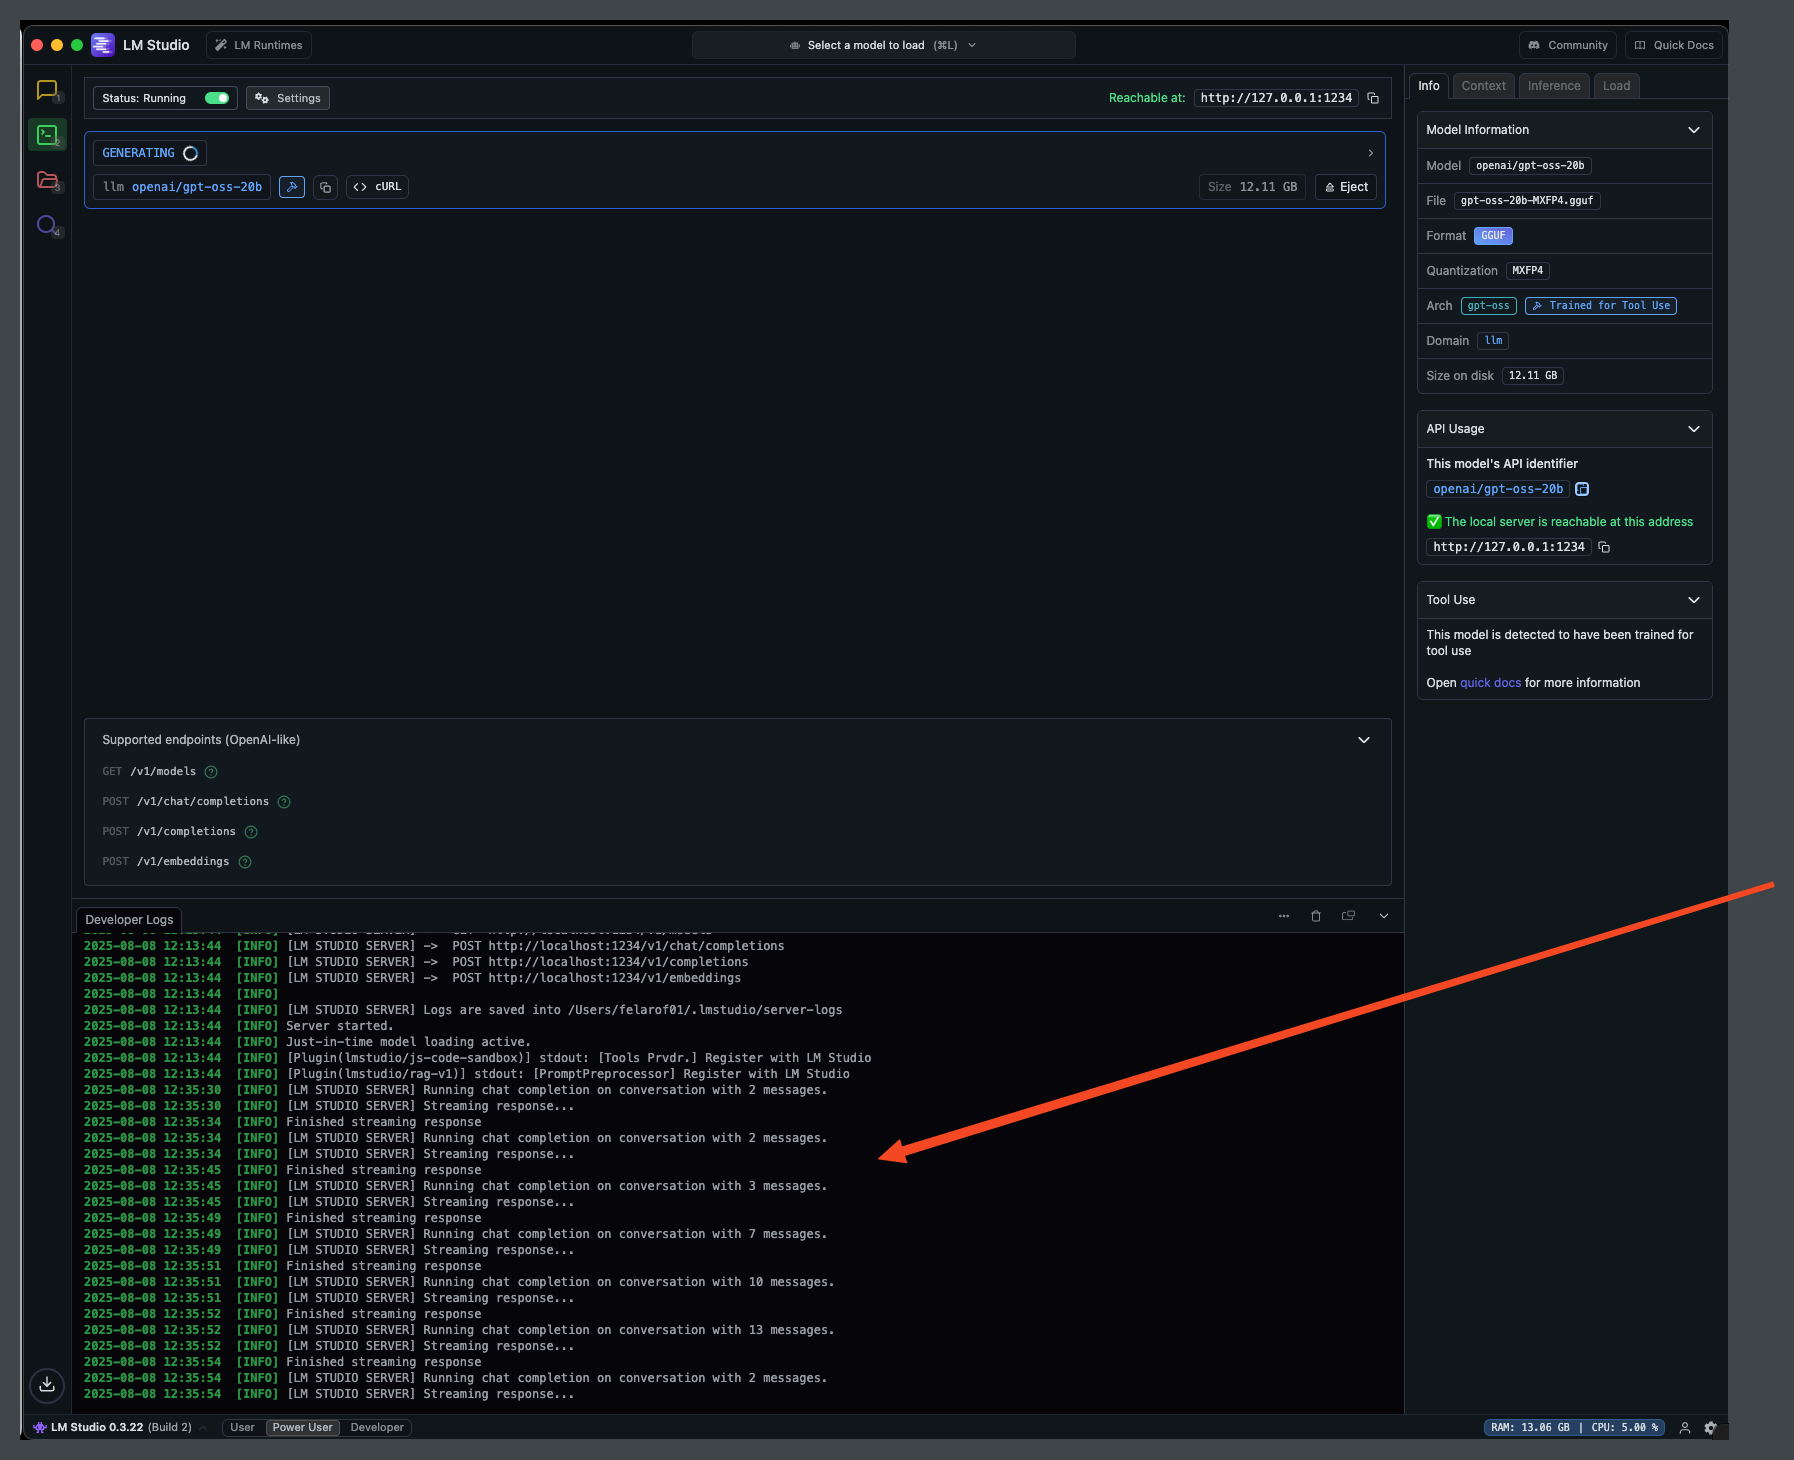 LM Studio
LM Runtimes
Select a model to load (⌘L)
Community
Quick Docs
1
2
3
4
Status: Running
Settings
Reachable at: http://127.0.0.1:1234
GENERATING
llm openai/gpt-oss-20b
<> cURL
Size 12.11 GB
Eject
Info
Context
Inference
Load
Model Information
Model openai/gpt-oss-20b
File gpt-oss-20b-MXFP4.gguf
Format GGUF
Quantization MXFP4
Arch gpt-oss Trained for Tool Use
Domain llm
Size on disk 12.11 GB
API Usage
This model's API identifier
openai/gpt-oss-20b
✅ The local server is reachable at this address
http://127.0.0.1:1234
Tool Use
This model is detected to have been trained for
tool use
Open quick docs for more information
Supported endpoints (OpenAI-like)
GET /v1/models ?
POST /v1/chat/completions ?
POST /v1/completions ?
POST /v1/embeddings ?
Developer Logs
2025-08-08 12:13:44 [INFO] [LM STUDIO SERVER] -> POST http://localhost:1234/v1/chat/completions
2025-08-08 12:13:44 [INFO] [LM STUDIO SERVER] -> POST http://localhost:1234/v1/completions
2025-08-08 12:13:44 [INFO] [LM STUDIO SERVER] -> POST http://localhost:1234/v1/embeddings
2025-08-08 12:13:44 [INFO]
2025-08-08 12:13:44 [INFO] [LM STUDIO SERVER] Logs are saved into /Users/felarof01/.lmstudio/server-logs
2025-08-08 12:13:44 [INFO] Server started.
2025-08-08 12:13:44 [INFO] Just-in-time model loading active.
2025-08-08 12:13:44 [INFO] [Plugin(lmstudio/js-code-sandbox)] stdout: [Tools Prvdr.] Register with LM Studio
2025-08-08 12:13:44 [INFO] [Plugin(lmstudio/rag-v1)] stdout: [PromptPreprocessor] Register with LM Studio
2025-08-08 12:35:30 [INFO] [LM STUDIO SERVER] Running chat completion on conversation with 2 messages.
2025-08-08 12:35:30 [INFO] [LM STUDIO SERVER] Streaming response...
2025-08-08 12:35:34 [INFO] Finished streaming response
2025-08-08 12:35:34 [INFO] [LM STUDIO SERVER] Running chat completion on conversation with 2 messages.
2025-08-08 12:35:34 [INFO] [LM STUDIO SERVER] Streaming response...
2025-08-08 12:35:45 [INFO] Finished streaming response
2025-08-08 12:35:45 [INFO] [LM STUDIO SERVER] Running chat completion on conversation with 3 messages.
2025-08-08 12:35:45 [INFO] [LM STUDIO SERVER] Streaming response...
2025-08-08 12:35:49 [INFO] Finished streaming response
2025-08-08 12:35:49 [INFO] [LM STUDIO SERVER] Running chat completion on conversation with 7 messages.
2025-08-08 12:35:49 [INFO] [LM STUDIO SERVER] Streaming response...
2025-08-08 12:35:51 [INFO] Finished streaming response
2025-08-08 12:35:51 [INFO] [LM STUDIO SERVER] Running chat completion on conversation with 10 messages.
2025-08-08 12:35:51 [INFO] [LM STUDIO SERVER] Streaming response...
2025-08-08 12:35:52 [INFO] Finished streaming response
2025-08-08 12:35:52 [INFO] [LM STUDIO SERVER] Running chat completion on conversation with 13 messages.
2025-08-08 12:35:52 [INFO] [LM STUDIO SERVER] Streaming response...
2025-08-08 12:35:54 [INFO] Finished streaming response
2025-08-08 12:35:54 [INFO] [LM STUDIO SERVER] Running chat completion on conversation with 2 messages.
2025-08-08 12:35:54 [INFO] [LM STUDIO SERVER] Streaming response...
LM Studio 0.3.22 (Build 2)
User
Power User
Developer
RAM: 13.06 GB | CPU: 5.00 %